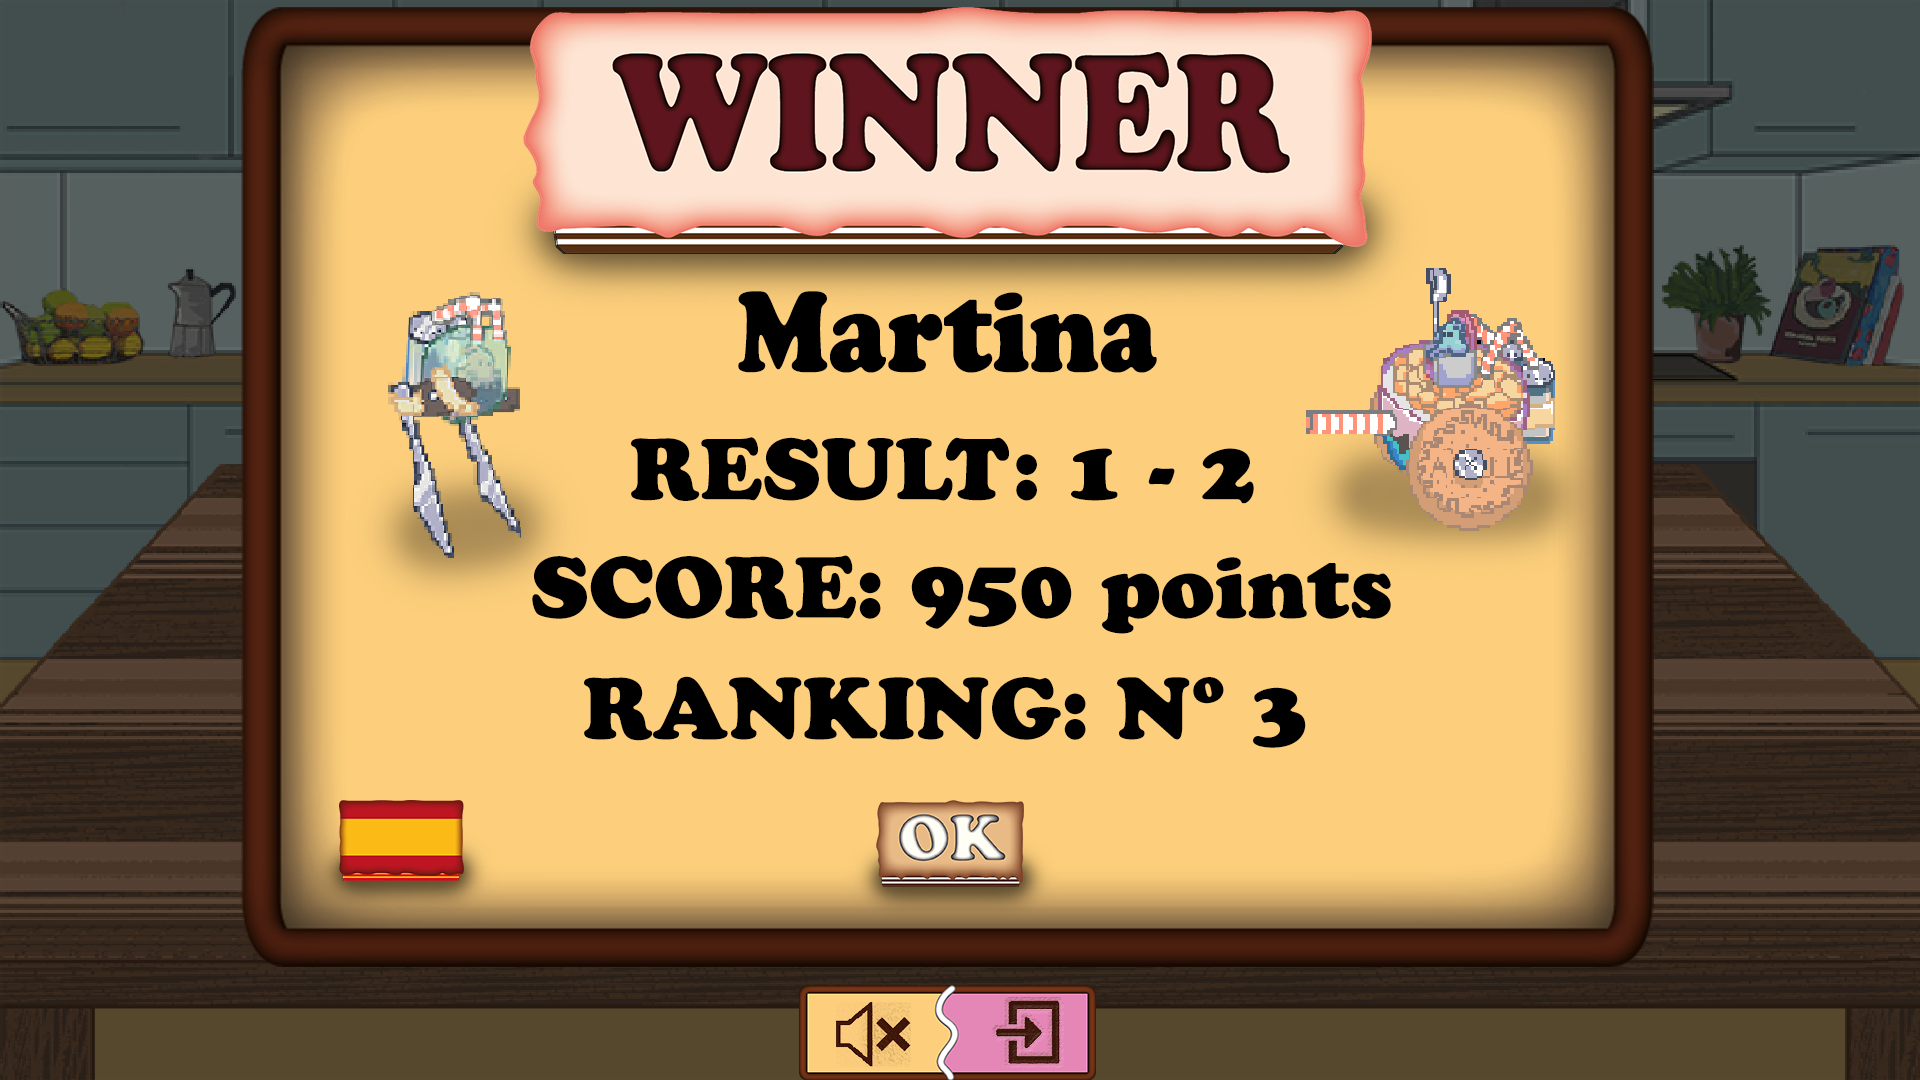 WINNER
Martina
RESULT: 1 - 2
SCORE: 950 points
RANKING: Nº 3
OK